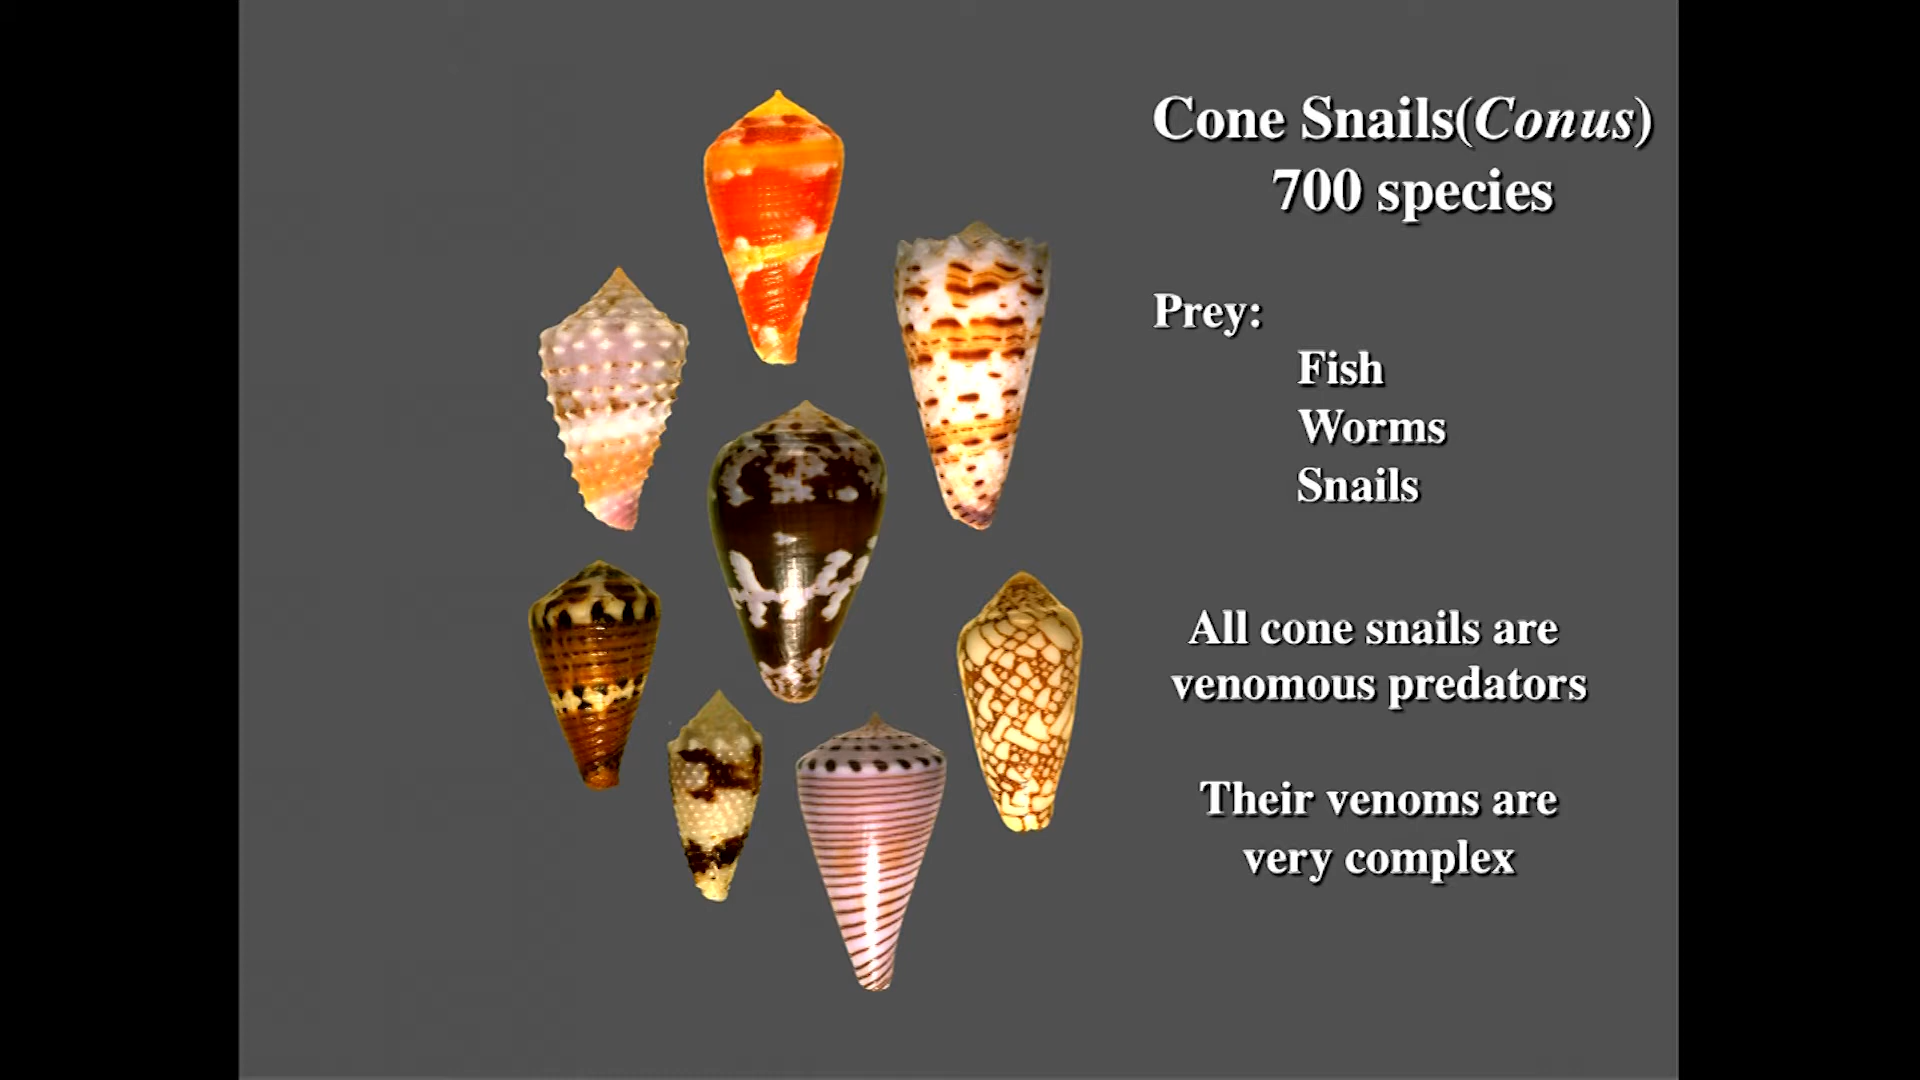 Cone Snails(Conus)
700 species
Prey:
Fish
Worms
Snails
All cone snails are
venomous predators
Their venoms are
very complex